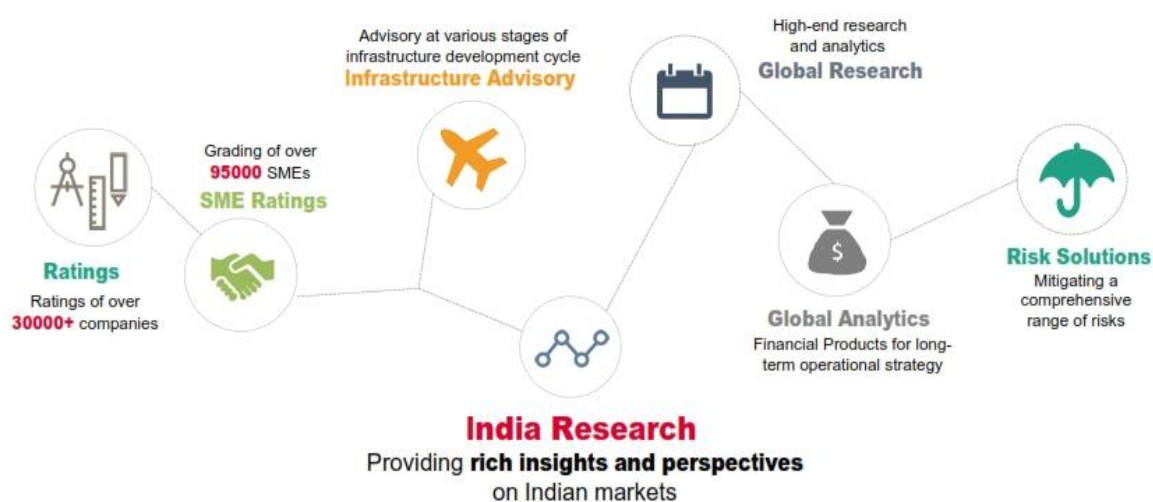 Ratings
Ratings of over
30000+ companies
Grading of over
95000 SMEs
SME Ratings
Advisory at various stages of
infrastructure development cycle
Infrastructure Advisory
India Research
Providing rich insights and perspectives
on Indian markets
High-end research
and analytics
Global Research
$
Global Analytics
Financial Products for long-
term operational strategy
Risk Solutions
Mitigating a
comprehensive
range of risks